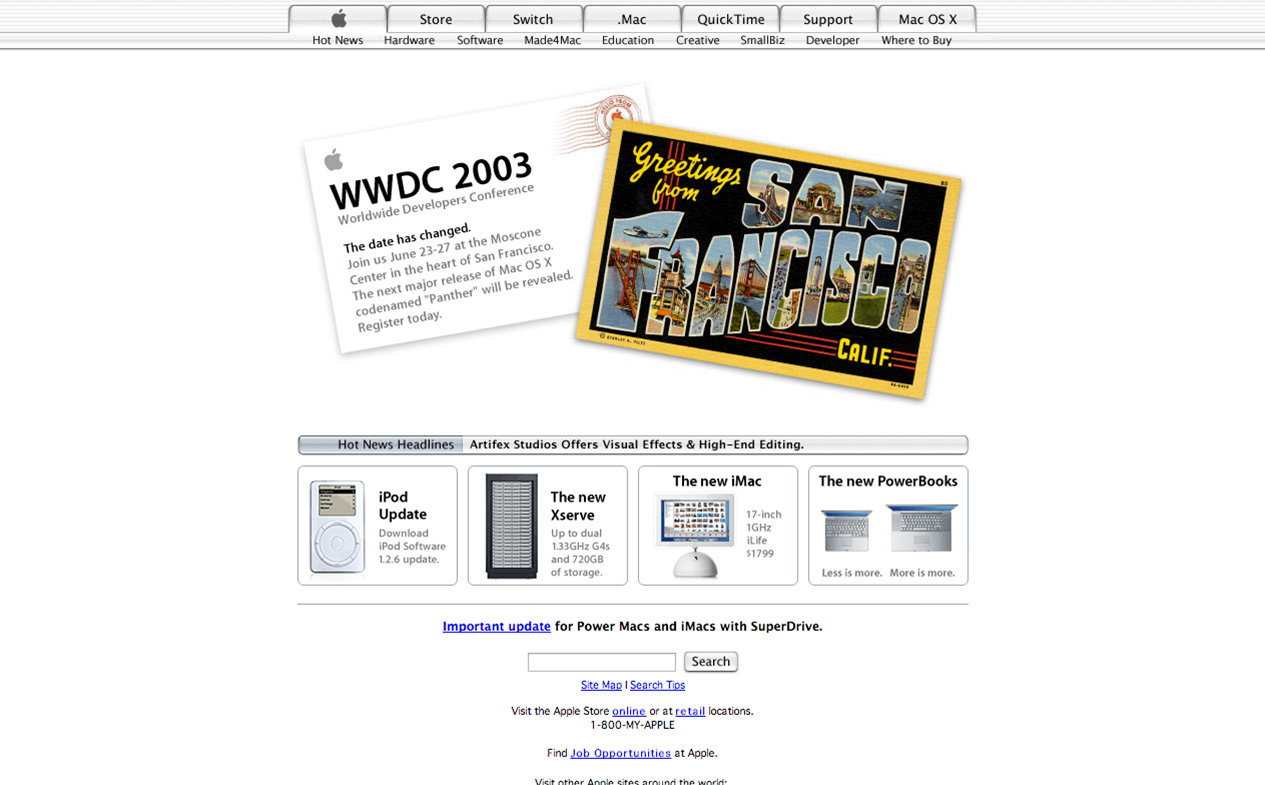 Store Switch .Mac QuickTime Support Mac OS X
Hot News Hardware Software Made4Mac Education Creative SmallBiz Developer Where to Buy
HELLO FROM
WWDC 2003
Worldwide Developers Conference
The date has changed.
Join us June 23-27 at the Moscone
Center in the heart of San Francisco.
The next major release of Mac OS X
codenamed "Panther" will be revealed.
Register today.
Greetings
from
SAN
FRANCISCO
CALIF.
Hot News Headlines Artifex Studios Offers Visual Effects & High-End Editing.
iPod
Update
Download
iPod Software
1.2.6 update.
The new
Xserve
Up to dual
1.33GHz G4s
and 720GB
of storage.
The new iMac
17-inch
1GHz
iLife
$1799
The new PowerBooks
Less is more. More is more.
Important update for Power Macs and iMacs with SuperDrive.
Search
Site Map | Search Tips
Visit the Apple Store online or at retail locations.
1-800-MY-APPLE
Find Job Opportunities at Apple.
Visit other Apple sites around the world: